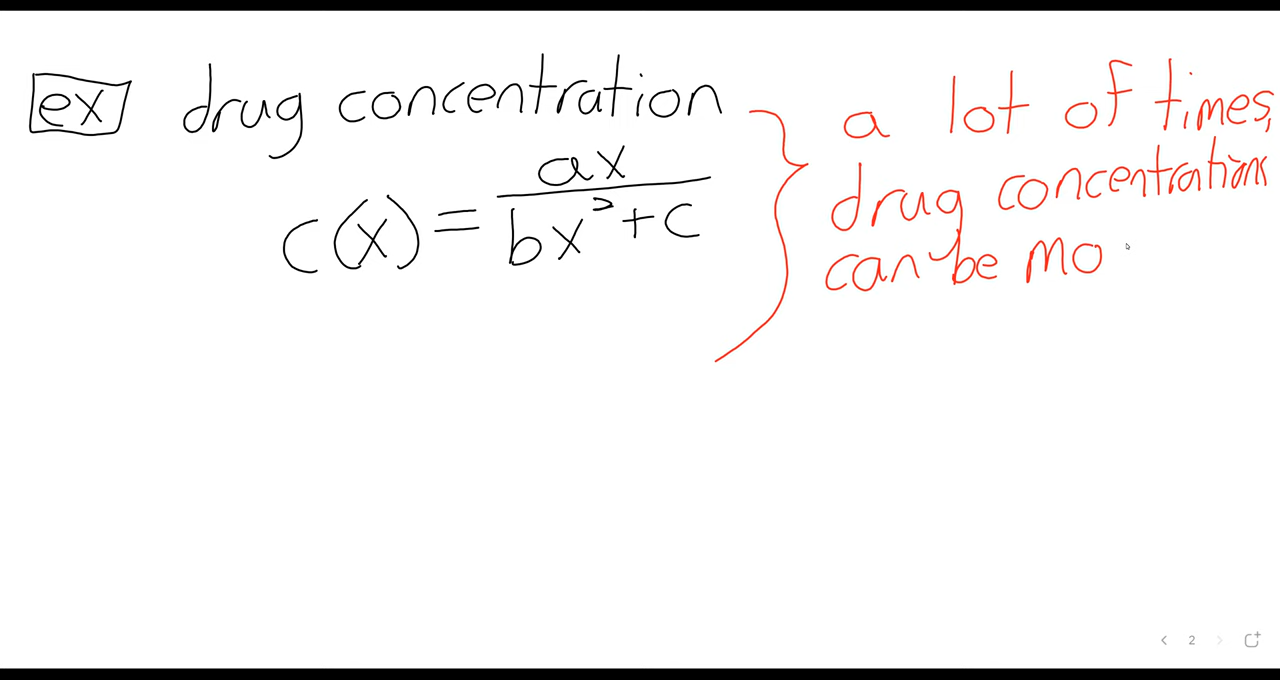 ex drug concentration
c(x) = ax / bx² + c
a lot of times,
drug concentrations
can be mo
2